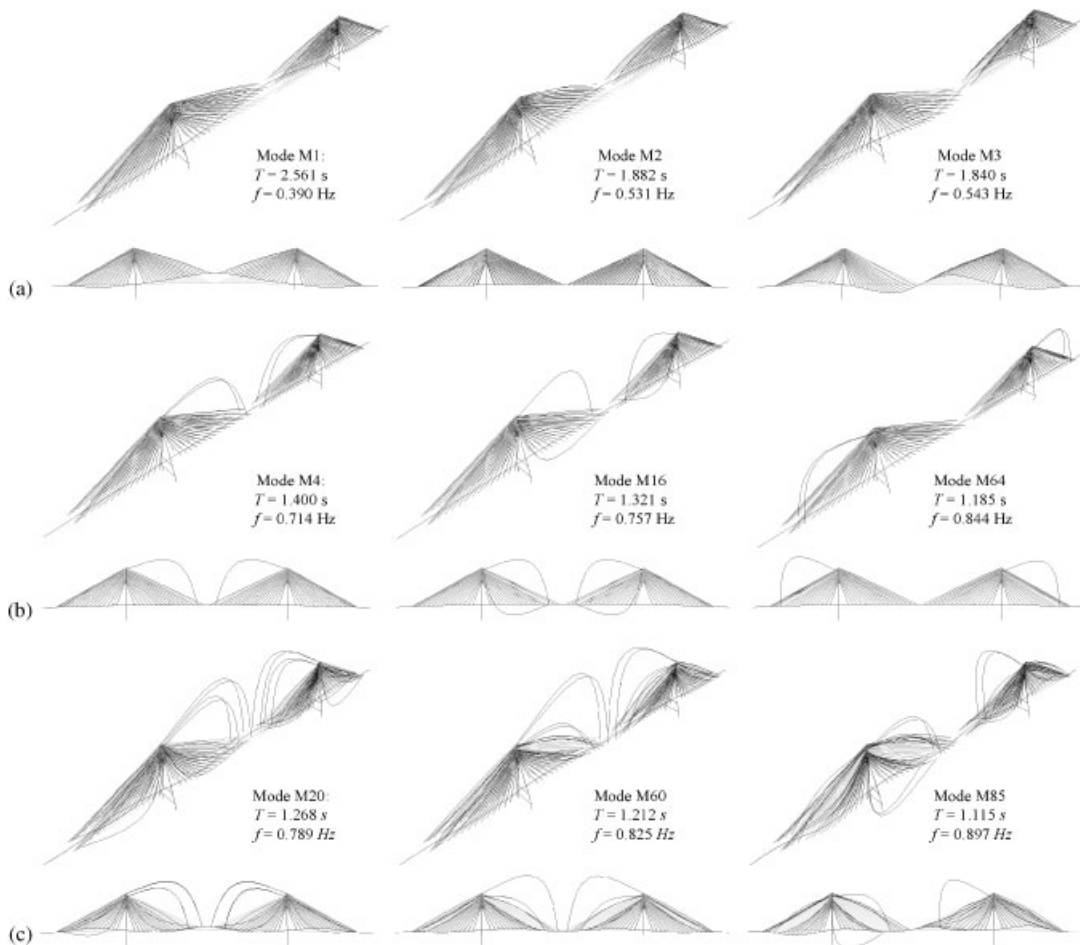 Mode M1:
T = 2.561 s
f = 0.390 Hz
Mode M2
T = 1.882 s
f = 0.531 Hz
Mode M3
T = 1.840 s
f = 0.543 Hz
(a)
Mode M4:
T = 1.400 s
f = 0.714 Hz
Mode M16
T = 1.321 s
f = 0.757 Hz
Mode M64
T = 1.185 s
f = 0.844 Hz
(b)
Mode M20:
T = 1.268 s
f = 0.789 Hz
Mode M60
T = 1.212 s
f = 0.825 Hz
Mode M85
T = 1.115 s
f = 0.897 Hz
(c)